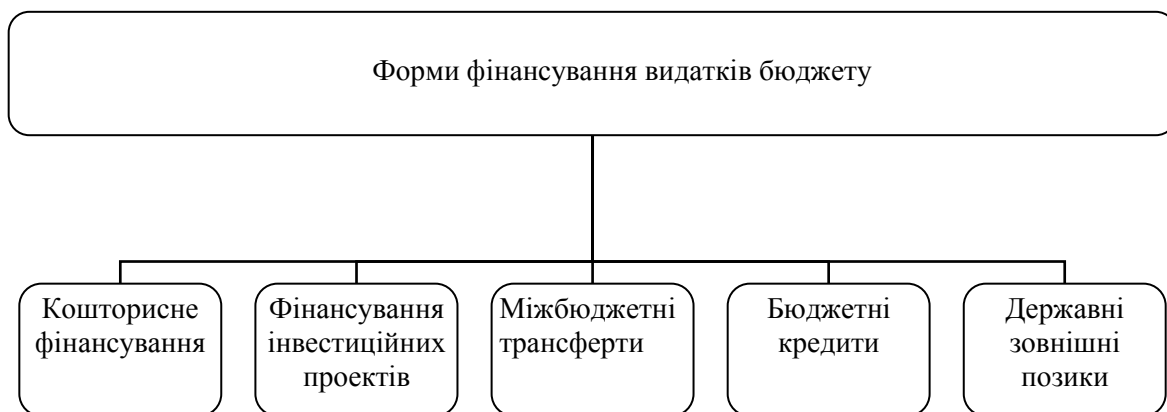 Форми фінансування видатків бюджету
Кошторисне
фінансування
Фінансування
інвестиційних
проектів
Міжбюджетні
трансферти
Бюджетні
кредити
Державні
зовнішні
позики